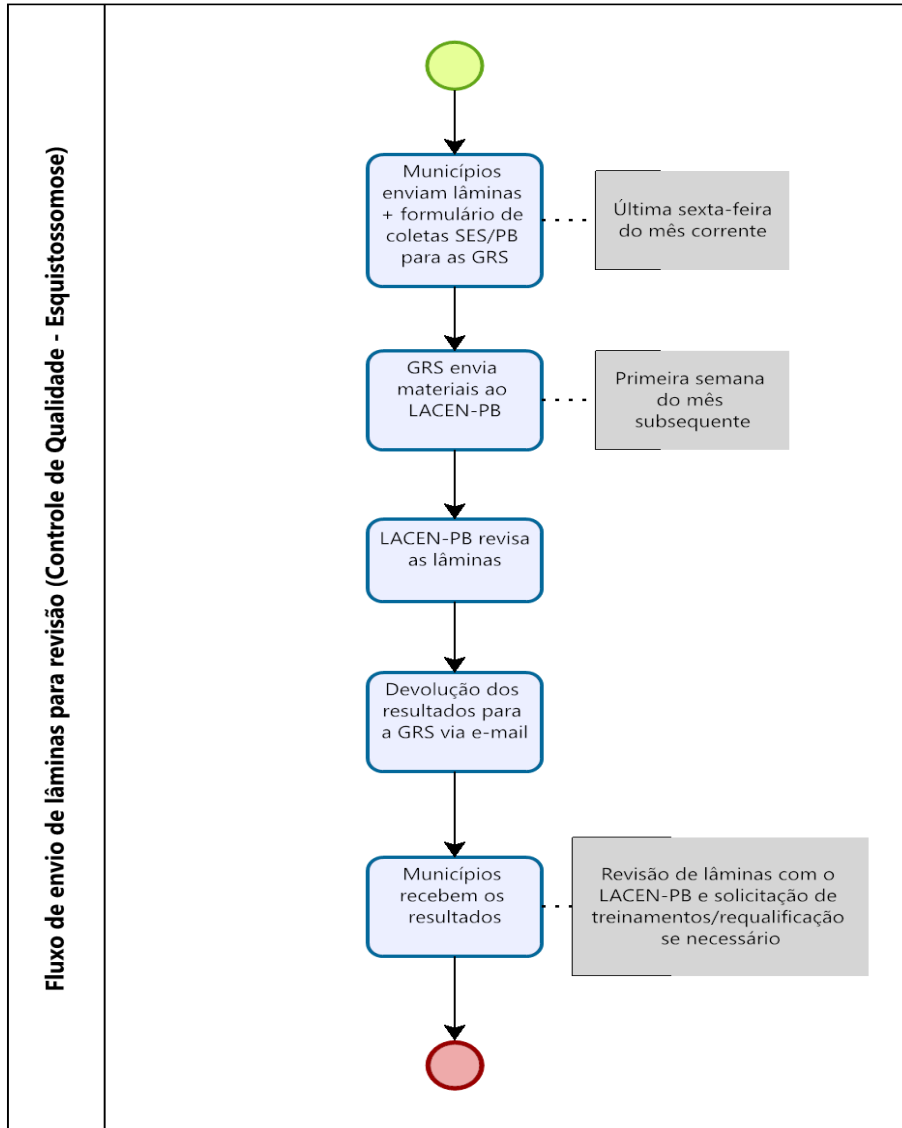 Fluxo de envio de lâminas para revisão (Controle de Qualidade - Esquistossomose)
Municípios
enviam lâminas
+ formulário de
coletas SES/PB
para as GRS
Última sexta-feira
do mês corrente
GRS envia
materiais ao
LACEN-PB
Primeira semana
do mês
subsequente
LACEN-PB revisa
as lâminas
Devolução dos
resultados para
a GRS via e-mail
Municípios
recebem os
resultados
Revisão de lâminas com o
LACEN-PB e solicitação de
treinamentos/requalificação
se necessário